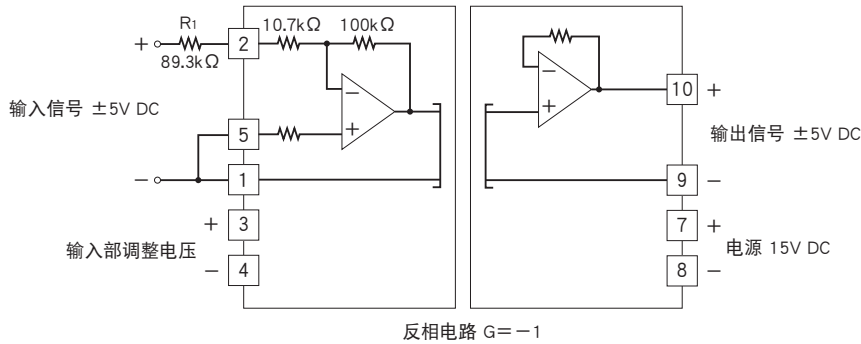 R1
10.7kΩ 100kΩ
+ 2
89.3kΩ
−
+
−
+
10 +
输入信号 ±5V DC
5
输出信号 ±5V DC
− 1
9 −
+ 3
7 +
输入部调整电压
电源 15V DC
− 4
8 −
反相电路 G=−1